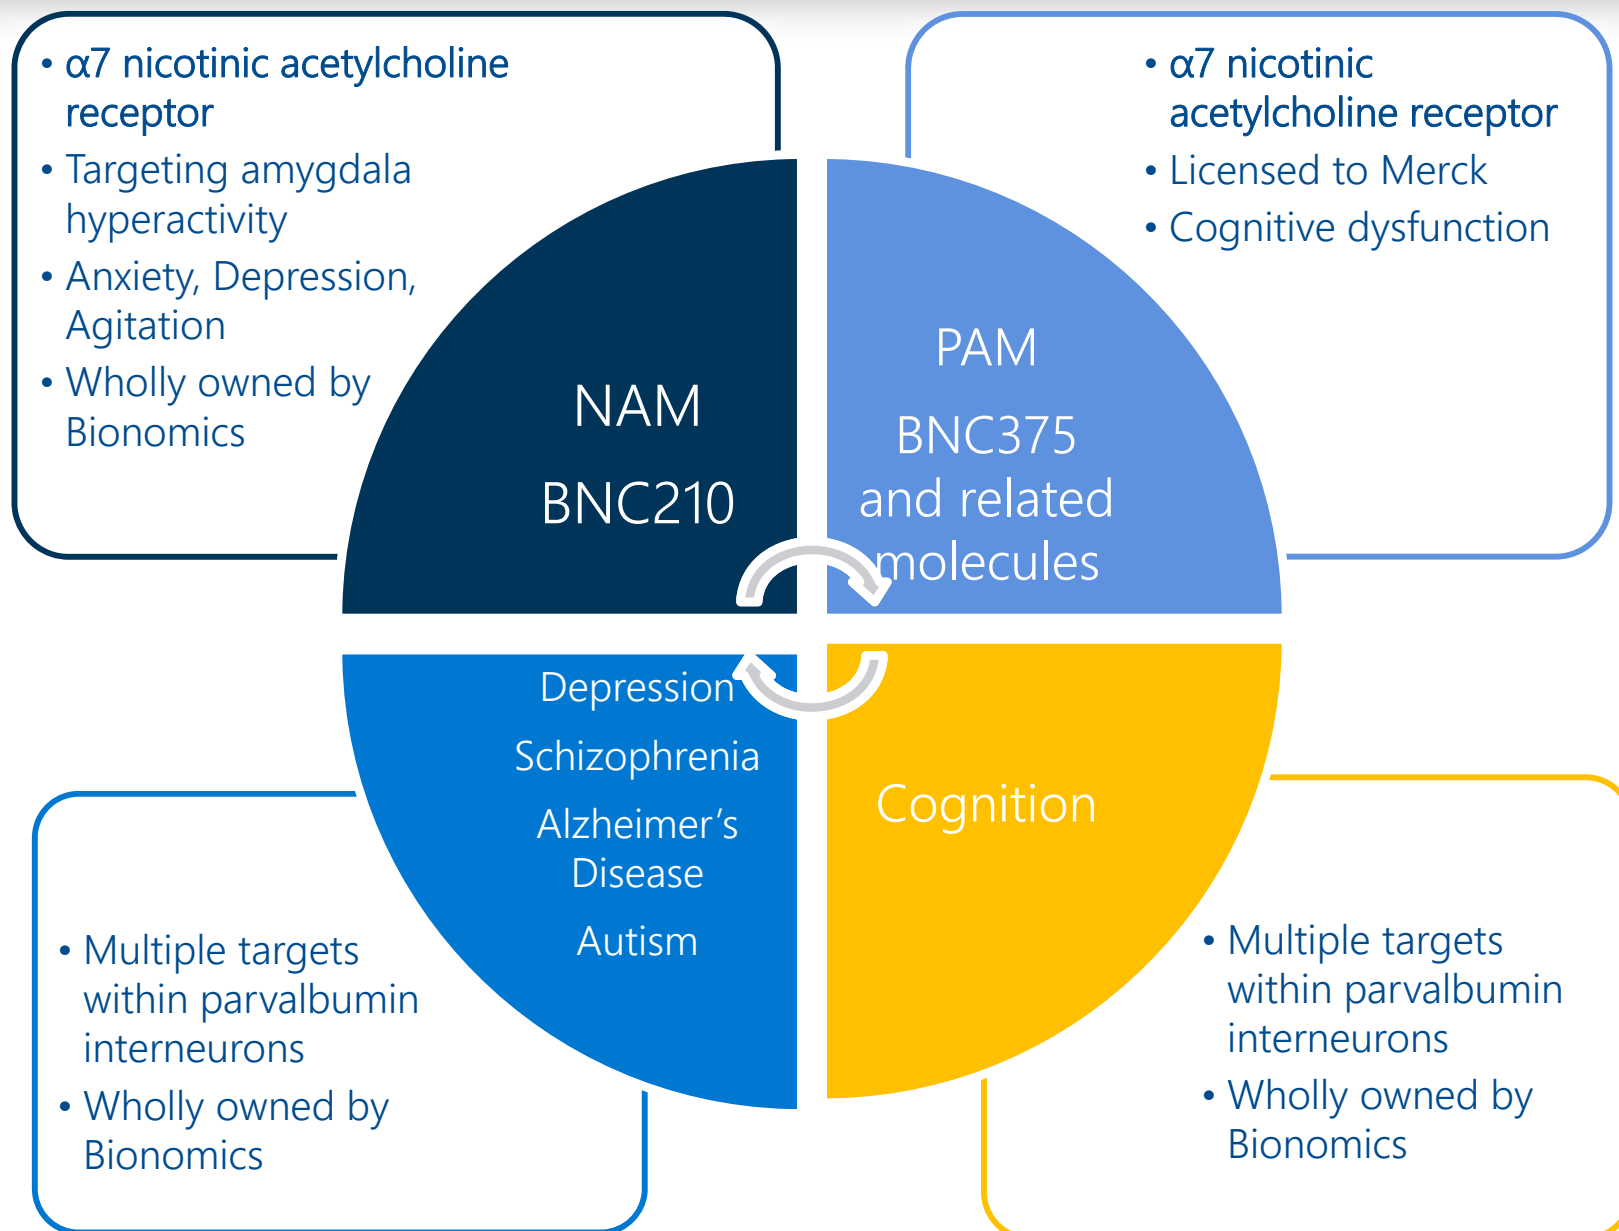 • α7 nicotinic acetylcholine
receptor
• Targeting amygdala
hyperactivity
• Anxiety, Depression,
Agitation
• Wholly owned by
Bionomics
• α7 nicotinic
acetylcholine receptor
• Licensed to Merck
• Cognitive dysfunction
NAM
BNC210
PAM
BNC375
and related
molecules
Depression
Schizophrenia
Alzheimer’s
Disease
Autism
Cognition
• Multiple targets
within parvalbumin
interneurons
• Wholly owned by
Bionomics
• Multiple targets
within parvalbumin
interneurons
• Wholly owned by
Bionomics